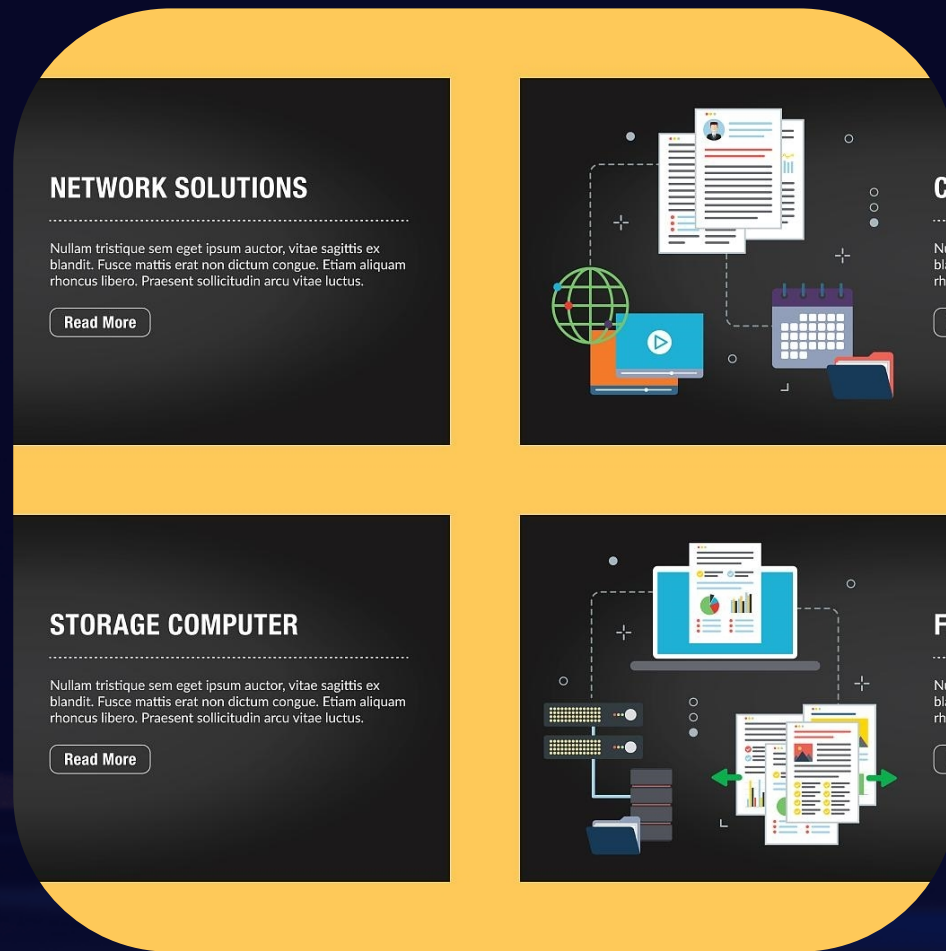 NETWORK SOLUTIONS
Nullam tristique sem eget ipsum auctor, vitae sagittis ex
blandit. Fusce mattis erat non dictum congue. Etiam aliquam
rhoncus libero. Praesent sollicitudin arcu vitae luctus.
Read More
STORAGE COMPUTER
Nullam tristique sem eget ipsum auctor, vitae sagittis ex
blandit. Fusce mattis erat non dictum congue. Etiam aliquam
rhoncus libero. Praesent sollicitudin arcu vitae luctus.
Read More